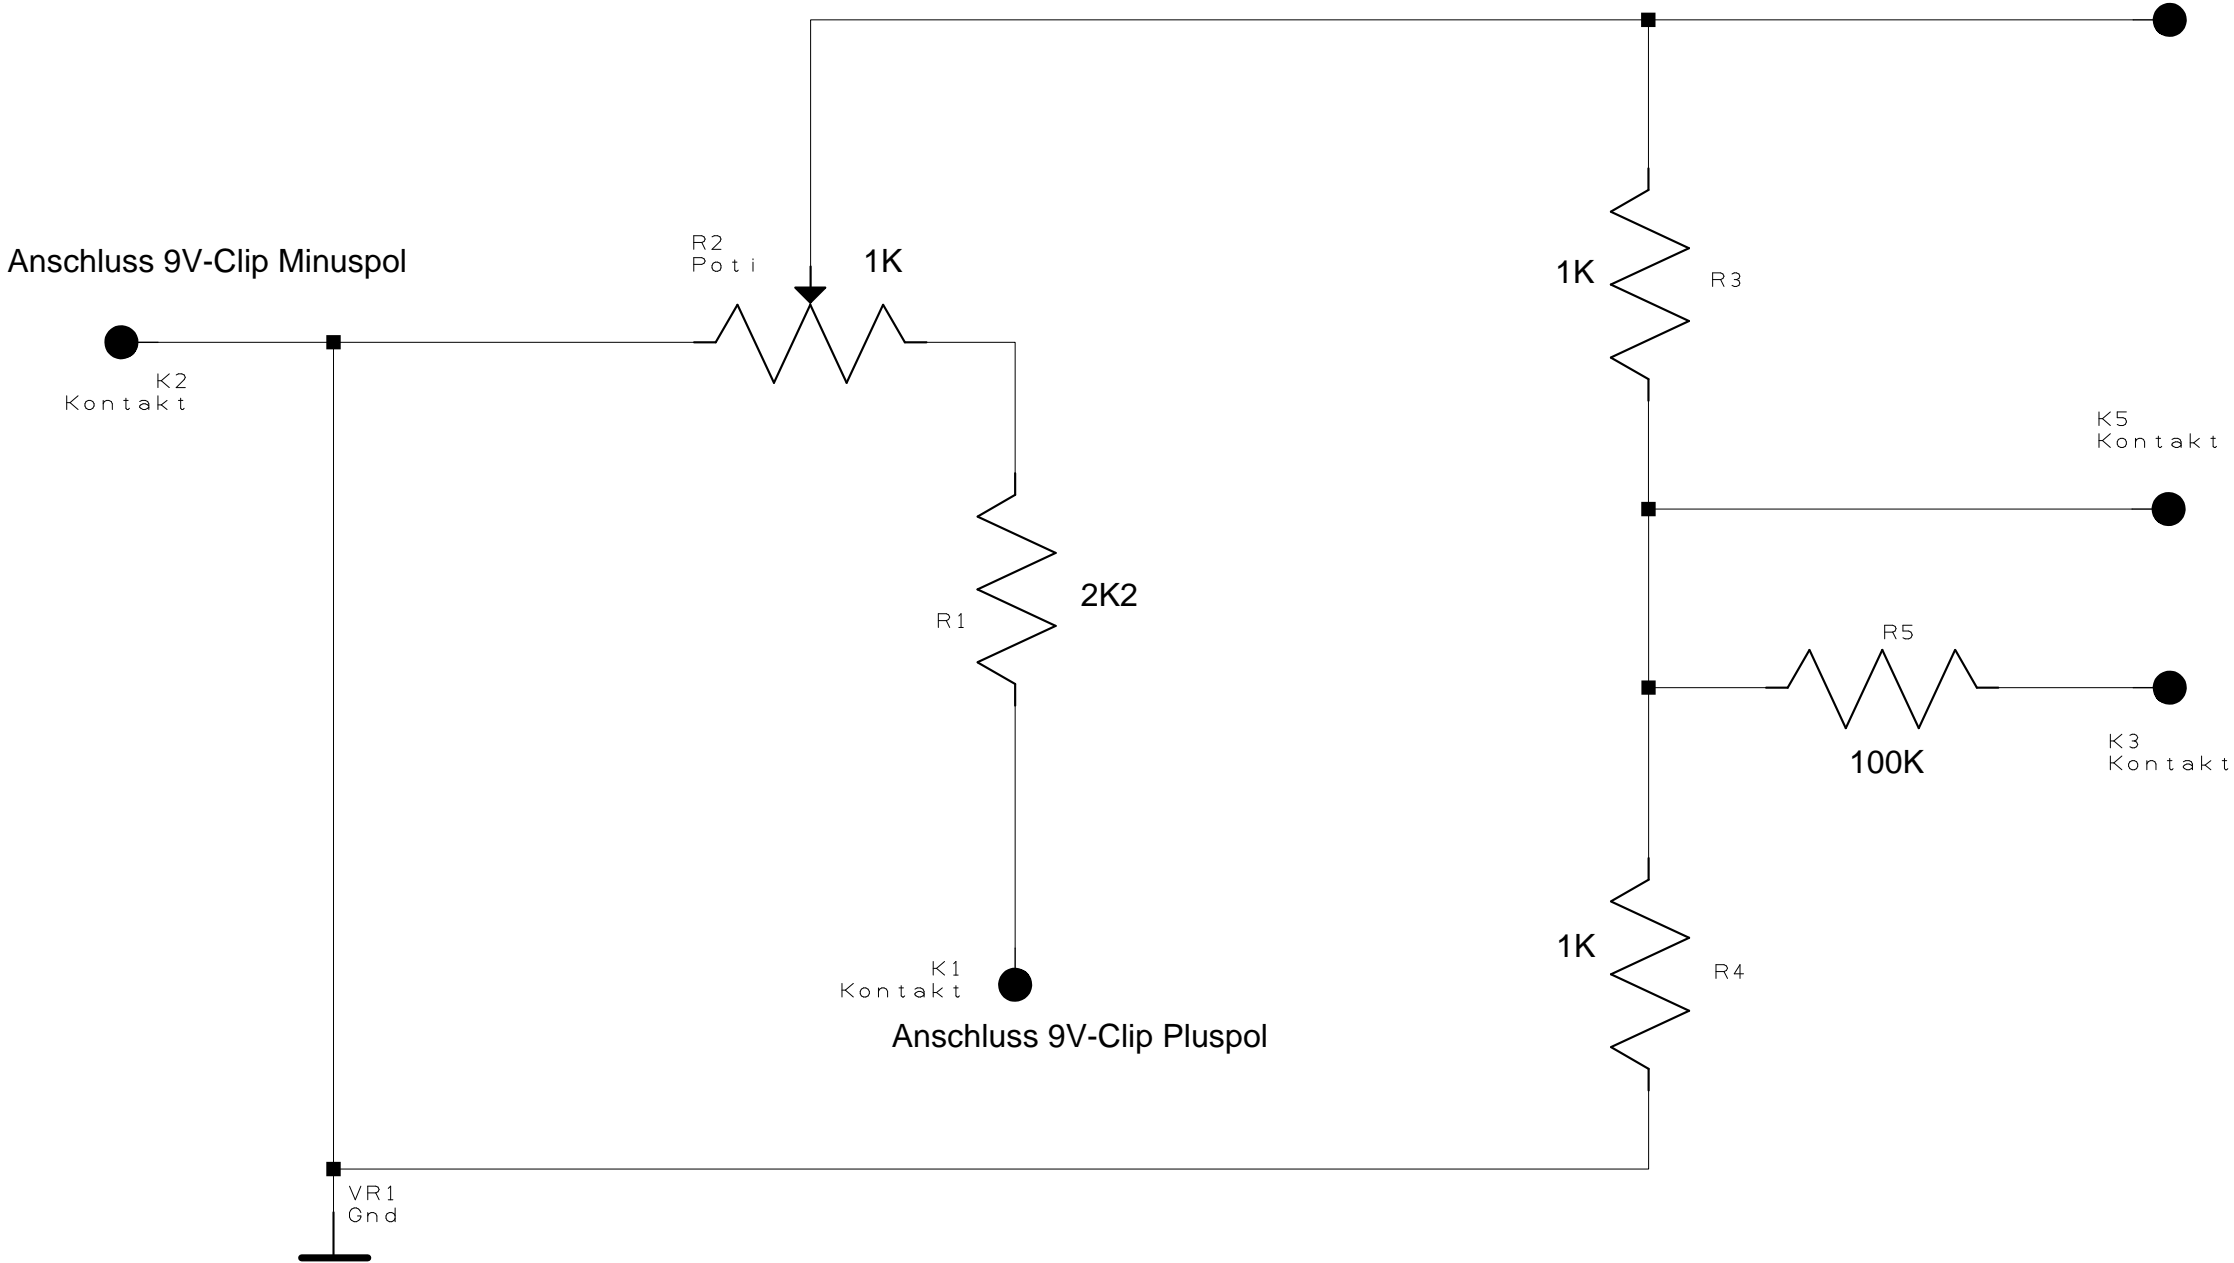 Anschluss 9V-Clip Minuspol
R2
Poti
1K
1K
R3
K2
Kontakt
K5
Kontakt
R1
2K2
R5
100K
K3
Kontakt
1K
R4
K1
Kontakt
Anschluss 9V-Clip Pluspol
VR1
Gnd